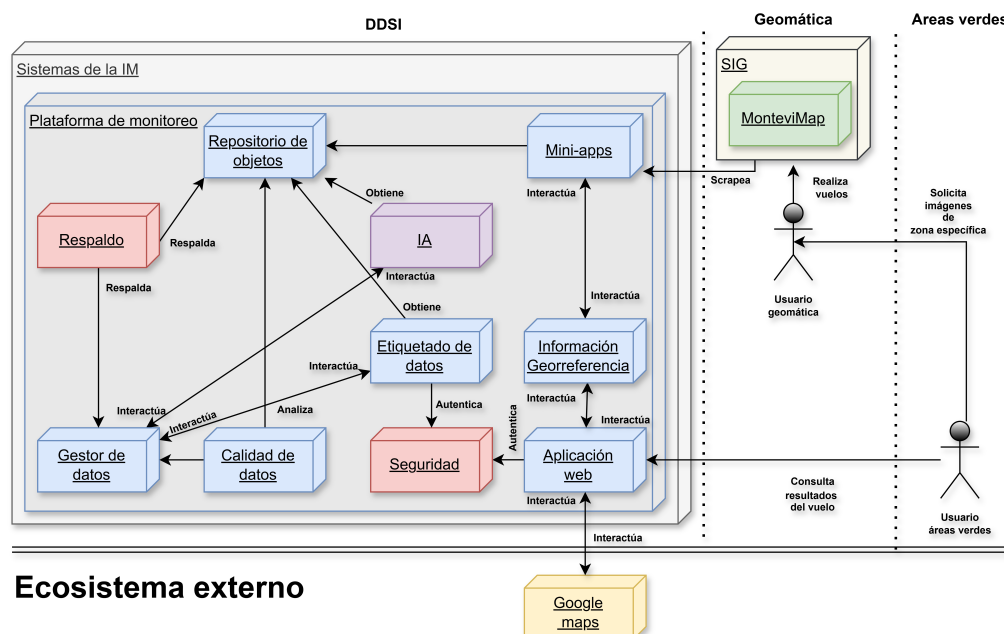 DDSI
Geomática
Areas verdes
Sistemas de la IM
SIG
MonteviMap
Plataforma de monitoreo
Repositorio de
objetos
Mini-apps
Scrapea
Realiza
vuelos
Solicita
imágenes
de
zona específica
Obtiene
Interactúa
Respaldo
Respalda
IA
Interactúa
Respalda
Interactúa
Usuario
geomática
Obtiene
Etiquetado de
datos
Información
Georreferencia
Interactúa
Interactúa
Autentica
Interactúa
Interactúa
Analiza
Interactúa
Autentica
Gestor de
datos
Calidad de
datos
Seguridad
Aplicación
web
Interactúa
Consulta
resultados
del vuelo
Usuario
áreas verdes
Interactúa
Ecosistema externo
Google
maps